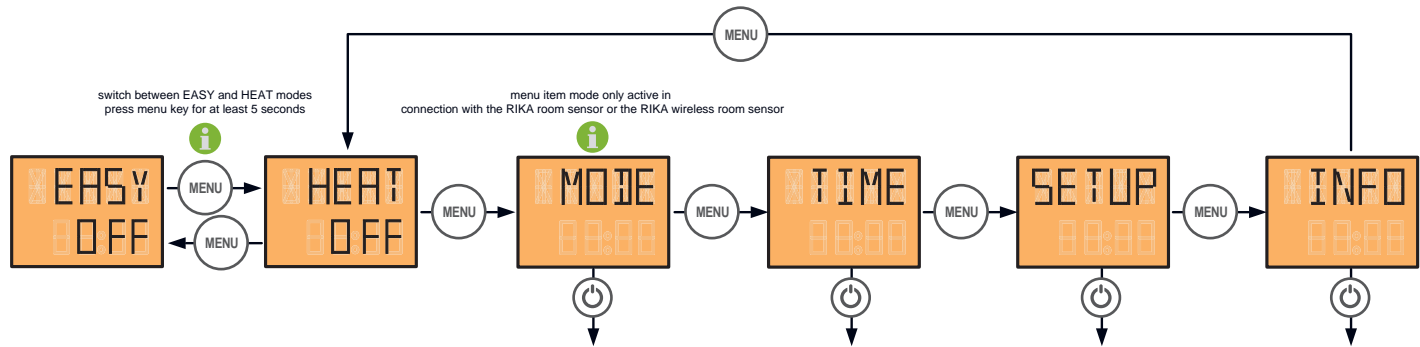 MENU
switch between EASY and HEAT modes
press menu key for at least 5 seconds
menu item mode only active in
connection with the RIKA room sensor or the RIKA wireless room sensor
i
i
EASY
OFF
MENU
MENU
HEAT
OFF
MENU
MODE
MENU
TIME
MENU
SETUP
MENU
INFO